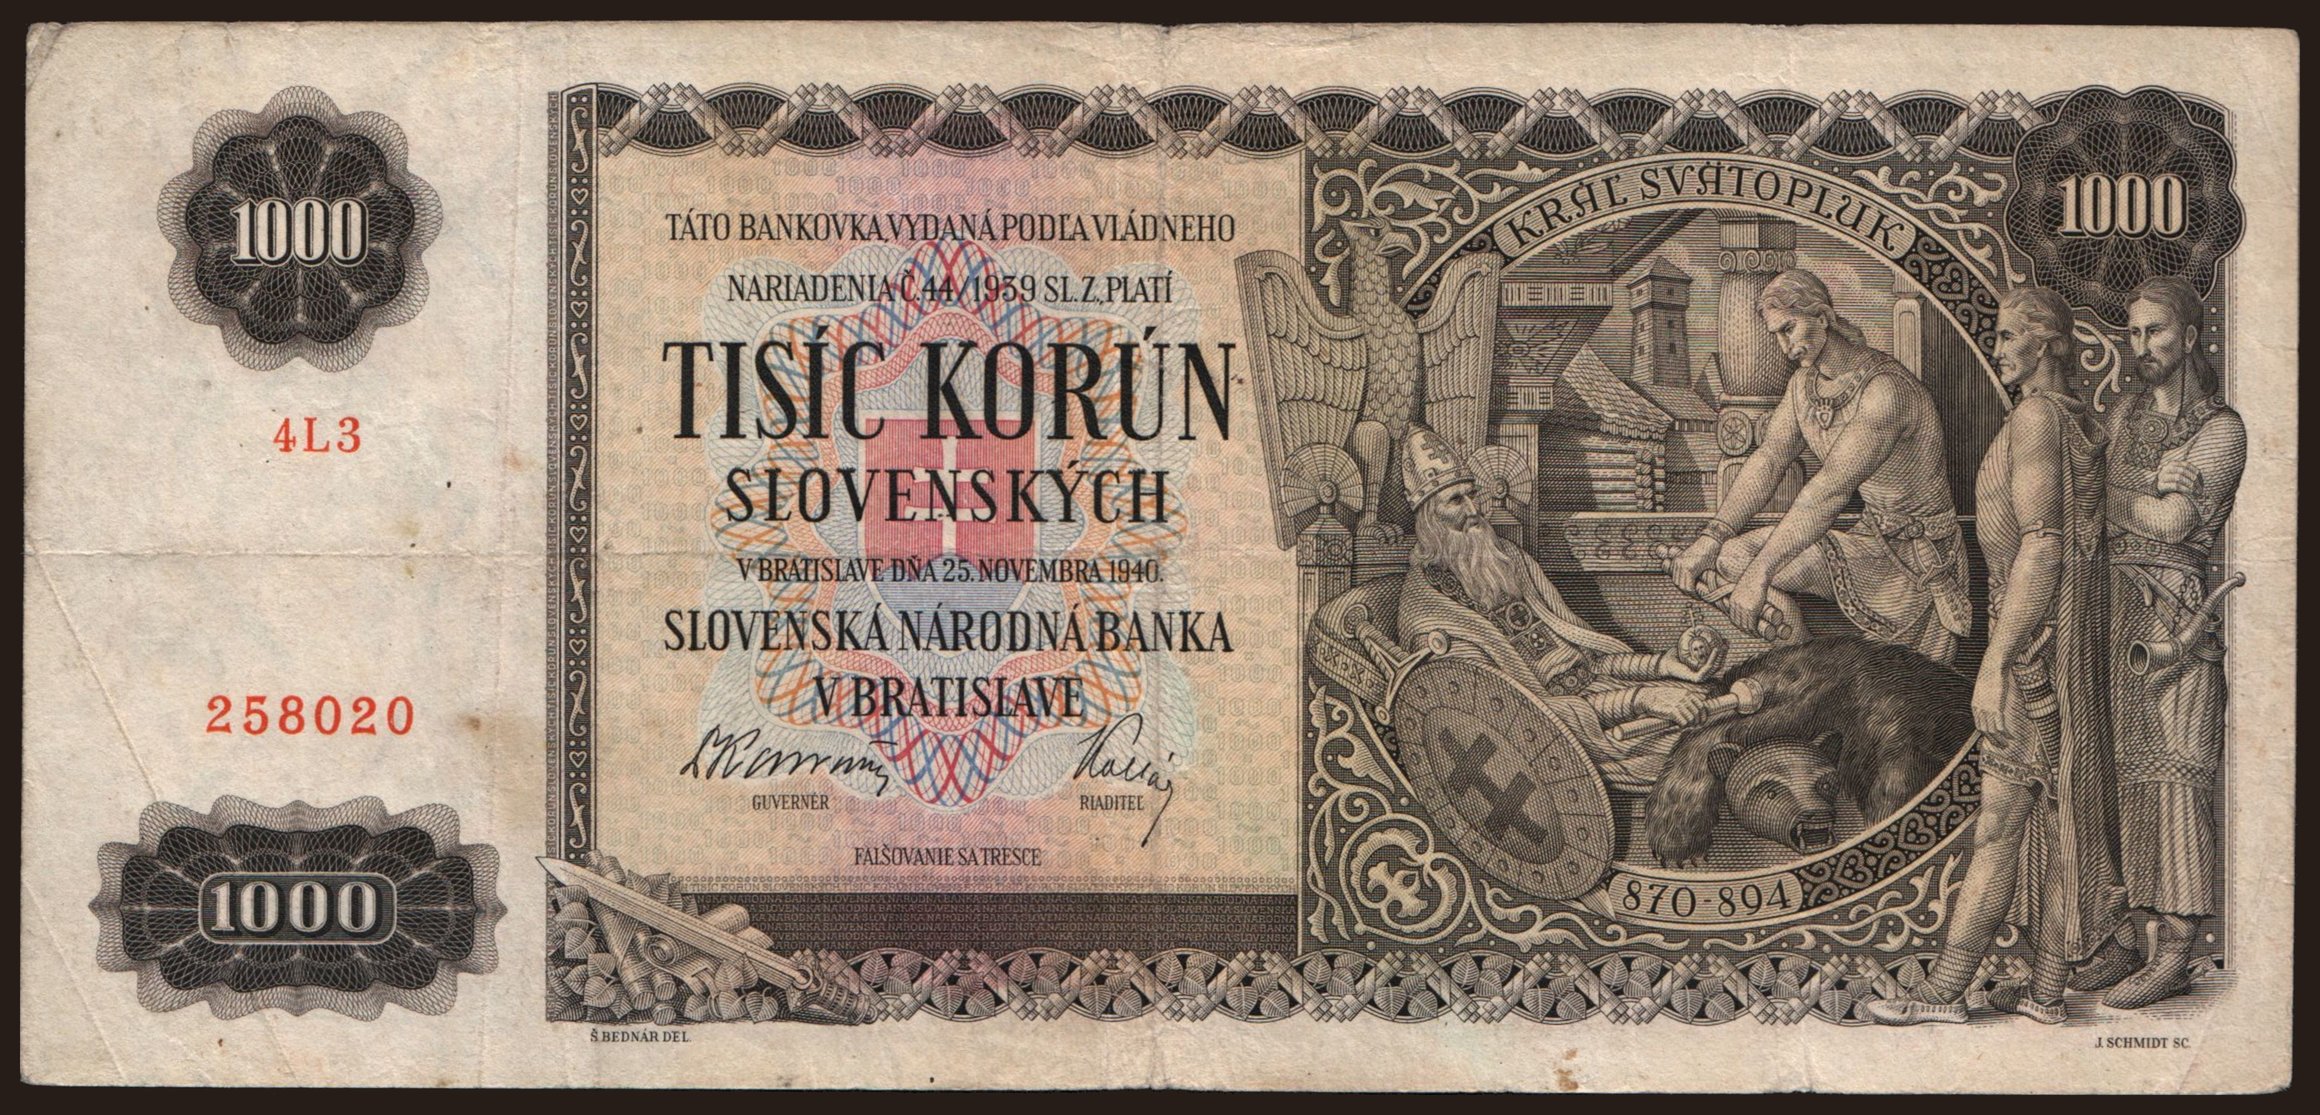 1000
4L3
258020
1000
TÁTO BANKOVKA, VYDANÁ PODĽA VLÁDNEHO
NARIADENIA Č. 44/1939 SL. Z., PLATÍ
TISÍC KORÚN
SLOVENSKÝCH
V BRATISLAVE DŇA 25. NOVEMBRA 1940.
SLOVENSKÁ NÁRODNÁ BANKA
V BRATISLAVE
GUVERNÉR
RIADITEĽ
FALŠOVANIE SA TRESCE
KRÁĽ SVÄTOPLUK
1000
870-894
Š. BEDNÁR DEL.
J. SCHMIDT SC.